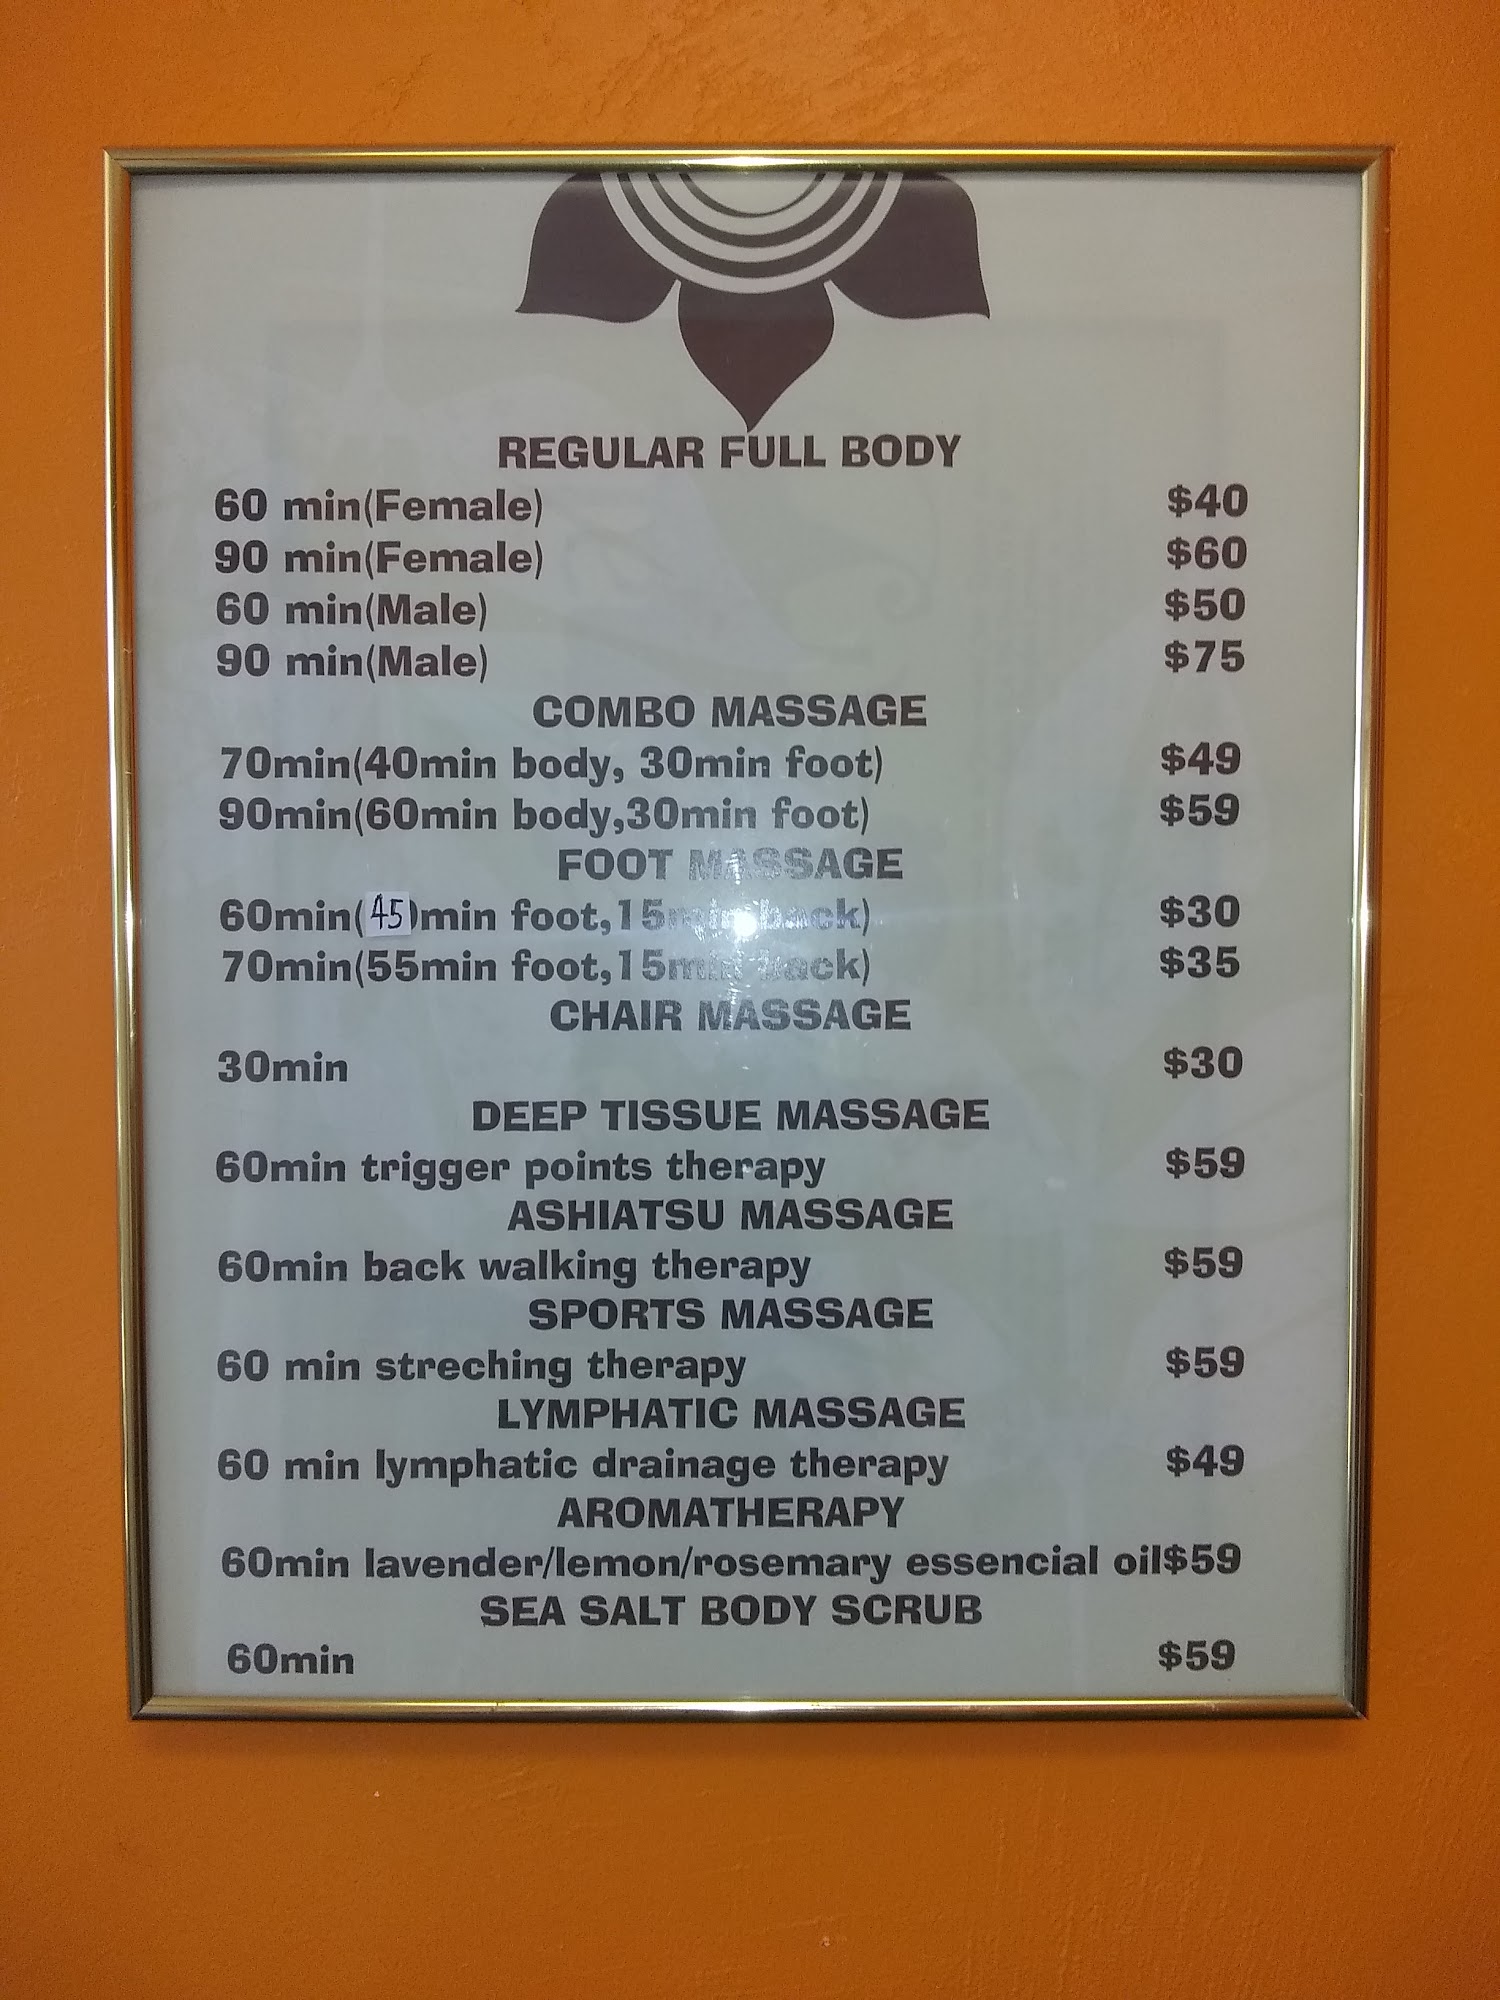 REGULAR FULL BODY
60 min(Female) $40
90 min(Female) $60
60 min(Male) $50
90 min(Male) $75
COMBO MASSAGE
70min(40min body, 30min foot) $49
90min(60min body,30min foot) $59
FOOT MASSAGE
60min(45)min foot,15min back) $30
70min(55min foot,15min back) $35
CHAIR MASSAGE
30min $30
DEEP TISSUE MASSAGE
60min trigger points therapy $59
ASHIATSU MASSAGE
60min back walking therapy $59
SPORTS MASSAGE
60 min streching therapy $59
LYMPHATIC MASSAGE
60 min lymphatic drainage therapy $49
AROMATHERAPY
60min lavender/lemon/rosemary essencial oil$59
SEA SALT BODY SCRUB
60min $59